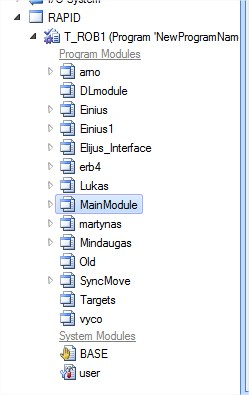 I/O System
RAPID
T_ROB1 (Program 'NewProgramNam
Program Modules
arno
DLmodule
Einius
Einius1
Elijus_Interface
erb4
Lukas
MainModule
martynas
Mindaugas
Old
SyncMove
Targets
vyco
System Modules
BASE
user